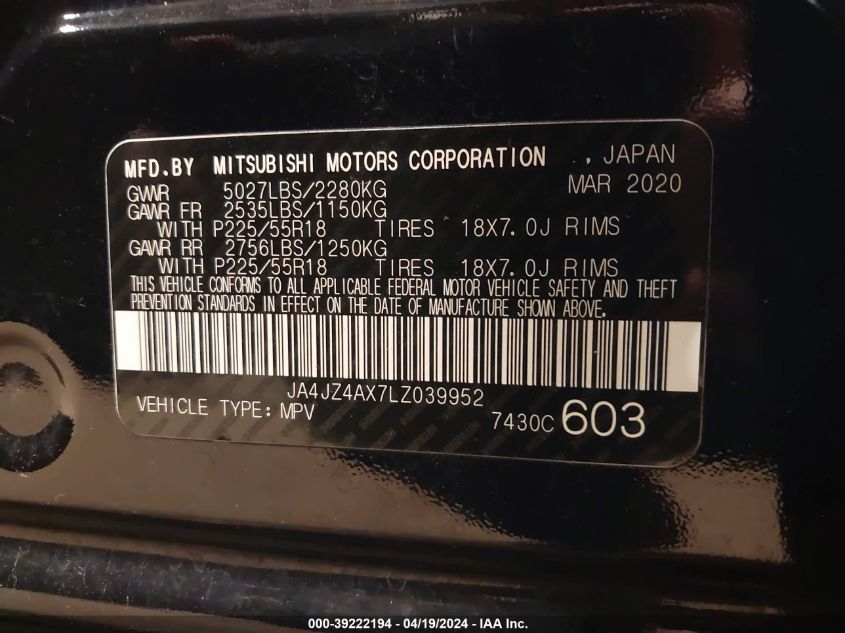 MFD.BY MITSUBISHI MOTORS CORPORATION ., JAPAN
GVWR 5027LBS/2280KG MAR 2020
GAWR FR 2535LBS/1150KG
WITH P225/55R18 TIRES 18X7.0J RIMS
GAWR RR 2756LBS/1250KG
WITH P225/55R18 TIRES 18X7.0J RIMS
THIS VEHICLE CONFORMS TO ALL APPLICABLE FEDERAL MOTOR VEHICLE SAFETY AND THEFT
PREVENTION STANDARDS IN EFFECT ON THE DATE OF MANUFACTURE SHOWN ABOVE.
JA4JZ4AX7LZ039952
VEHICLE TYPE: MPV 7430C 603
000-39222194 - 04/19/2024 - IAA Inc.